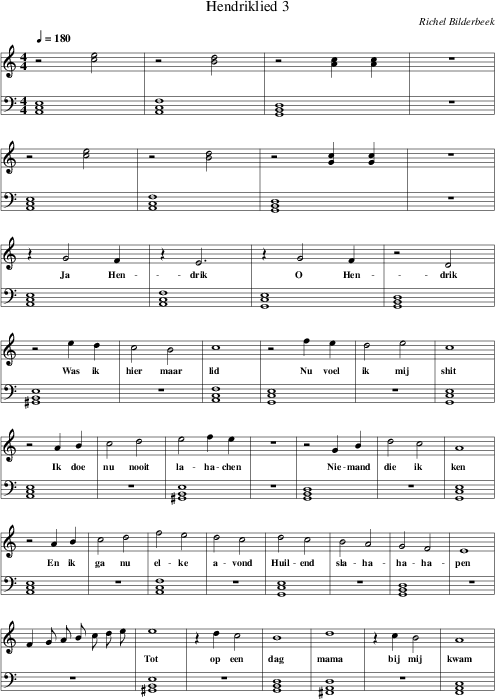 Hendriklied 3
Richel Bilderbeek
♩ = 180
Ja Hen - - drik O Hen - - drik
Was ik hier maar lid Nu voel ik mij shit
Ik doe nu nooit la - ha - chen Nie - mand die ik ken
En ik ga nu el - ke a - vond Huil - end sla - ha - ha - ha - pen
Tot op een dag mama bij mij kwam